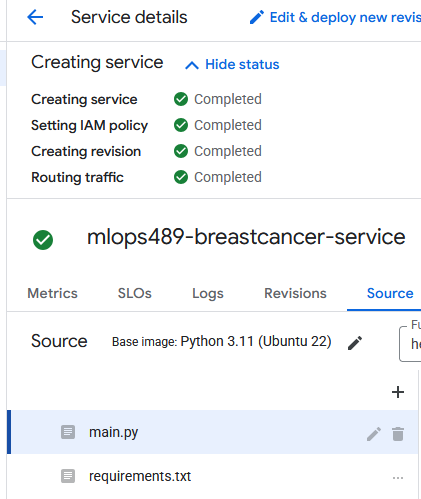 Service details
Edit & deploy new revis
Creating service
Hide status
Creating service Completed
Setting IAM policy Completed
Creating revision Completed
Routing traffic Completed
mlops489-breastcancer-service
Metrics SLOs Logs Revisions Source
Source Base image: Python 3.11 (Ubuntu 22)
Fu
he
main.py
requirements.txt